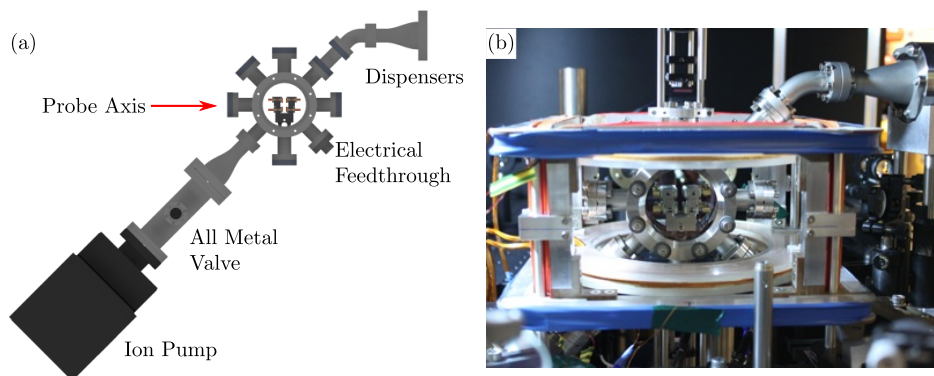 (a)
Dispensers
Probe Axis
Electrical
Feedthrough
All Metal
Valve
Ion Pump
(b)